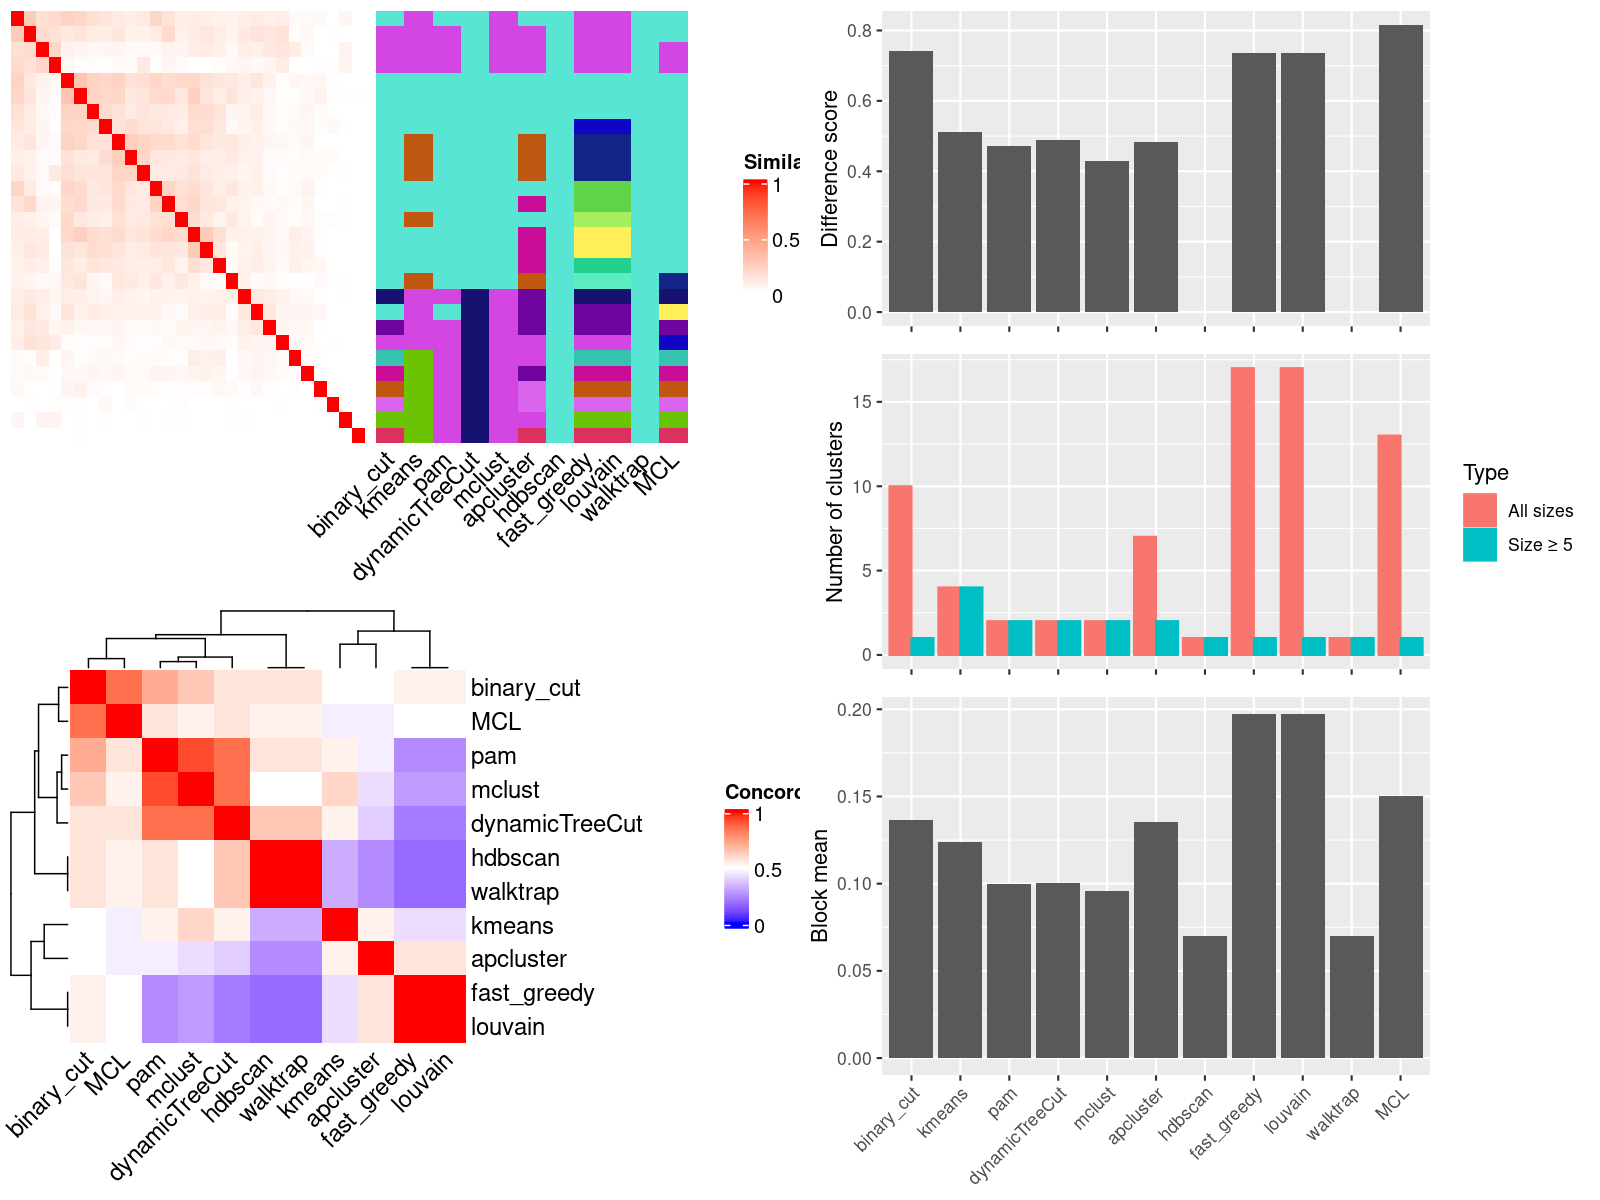 Simila
1
0.5
0
binary_cut
kmeans
pam
dynamicTreeCut
mclust
apcluster
hdbscan
fast_greedy
louvain
walktrap
MCL
binary_cut
MCL
pam
mclust
dynamicTreeCut
hdbscan
walktrap
kmeans
apcluster
fast_greedy
louvain
Concord
1
0.5
0
binary_cut
MCL
pam
mclust
dynamicTreeCut
hdbscan
walktrap
kmeans
apcluster
fast_greedy
louvain
Difference score
0.8
0.6
0.4
0.2
0.0
Number of clusters
15
10
5
0
Type
All sizes
Size ≥ 5
Block mean
0.20
0.15
0.10
0.05
0.00
binary_cut
kmeans
pam
dynamicTreeCut
mclust
apcluster
hdbscan
fast_greedy
louvain
walktrap
MCL